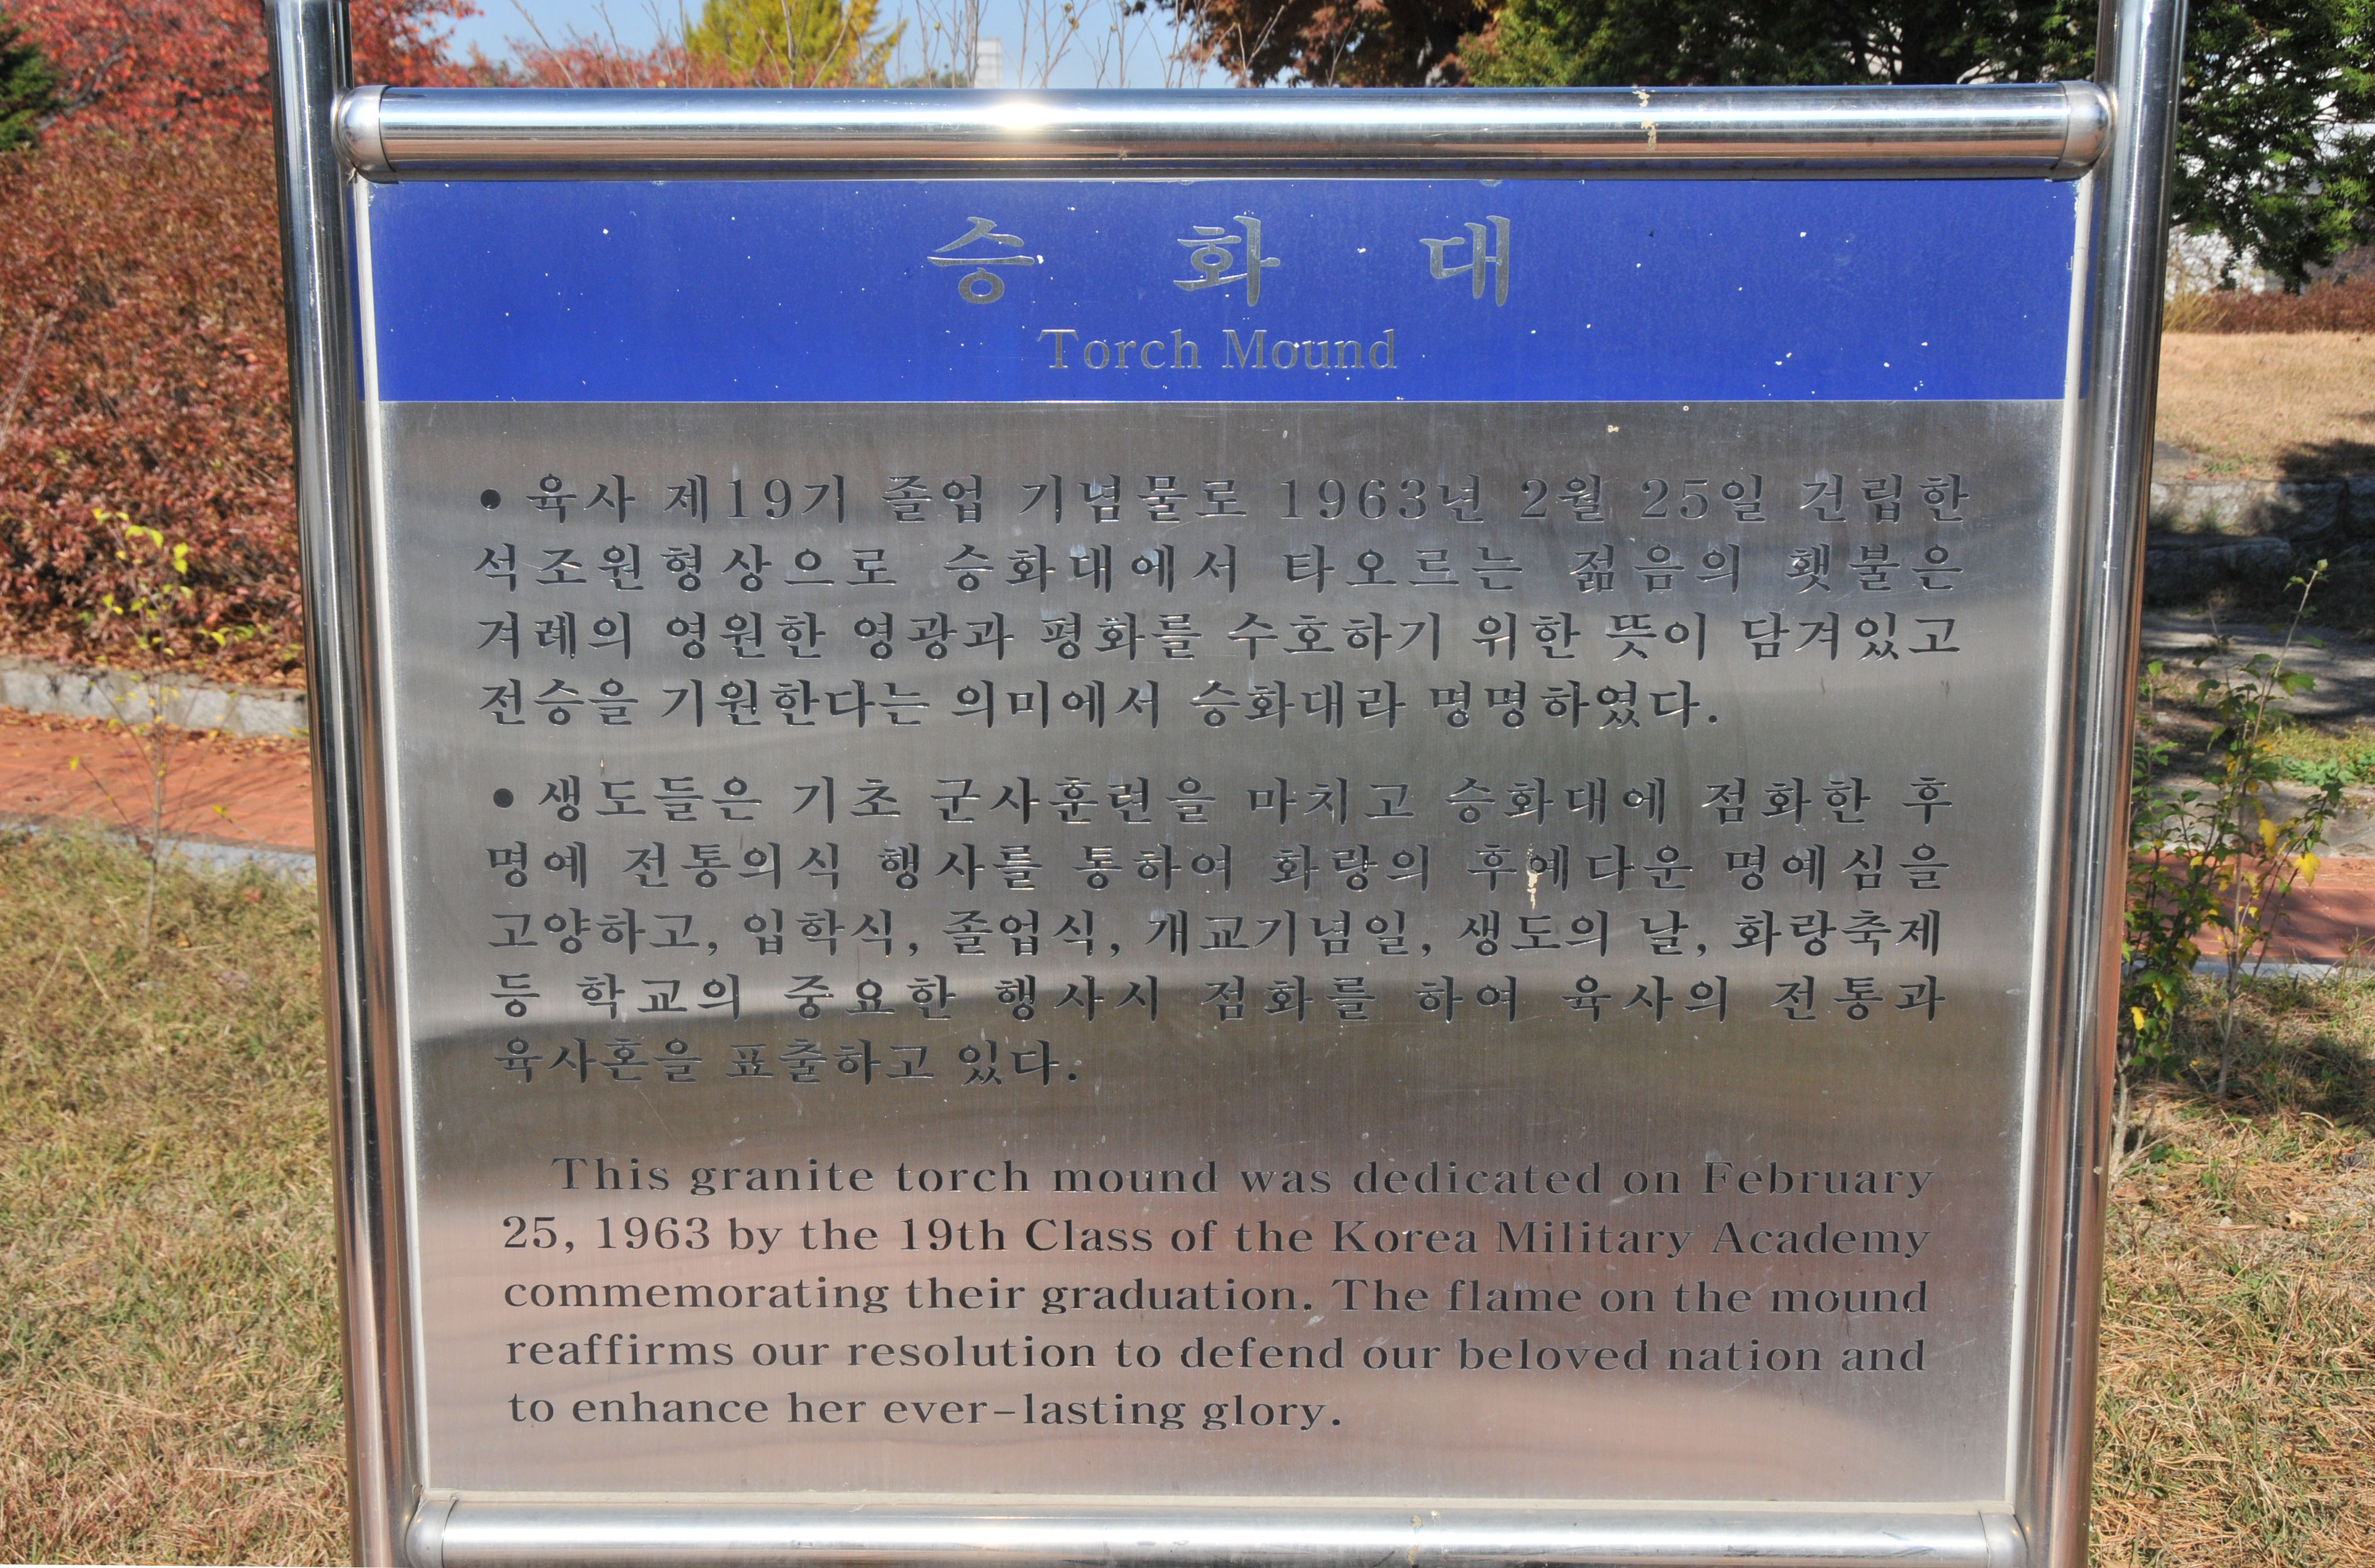 승 화 대
Torch Mound
● 육사 제19기 졸업 기념물로 1963년 2월 25일 건립한
석조원형상으로 승화대에서 타오르는 젊음의 횃불은
겨레의 영원한 영광과 평화를 수호하기 위한 뜻이 담겨있고
전승을 기원한다는 의미에서 승화대라 명명하였다.
● 생도들은 기초 군사훈련을 마치고 승화대에 점화한 후
명예 전통의식 행사를 통하여 화랑의 후예다운 명예심을
고양하고, 입학식, 졸업식, 개교기념일, 생도의 날, 화랑축제
등 학교의 중요한 행사시 점화를 하여 육사의 전통과
육사혼을 표출하고 있다.
This granite torch mound was dedicated on February
25, 1963 by the 19th Class of the Korea Military Academy
commemorating their graduation. The flame on the mound
reaffirms our resolution to defend our beloved nation and
to enhance her ever-lasting glory.